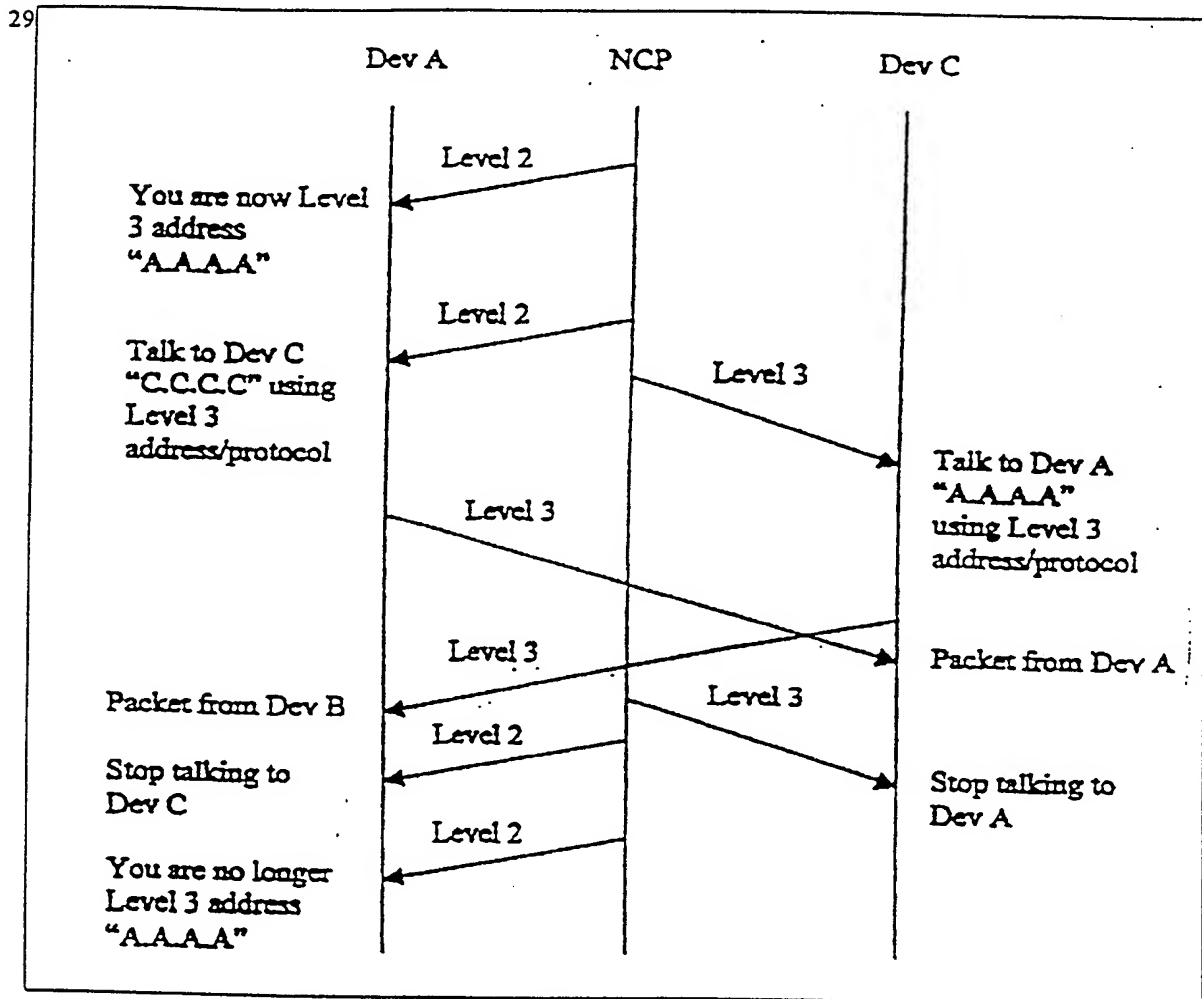 29
Dev A
NCP
Dev C
Level 2
You are now Level
3 address
“A.A.A.A”
Level 2
Talk to Dev C
“C.C.C.C” using
Level 3
address/protocol
Level 3
Talk to Dev A
“A.A.A.A”
using Level 3
address/protocol
Level 3
Level 3
Packet from Dev A
Packet from Dev B
Level 3
Level 2
Stop talking to
Dev C
Stop talking to
Dev A
Level 2
You are no longer
Level 3 address
“A.A.A.A”